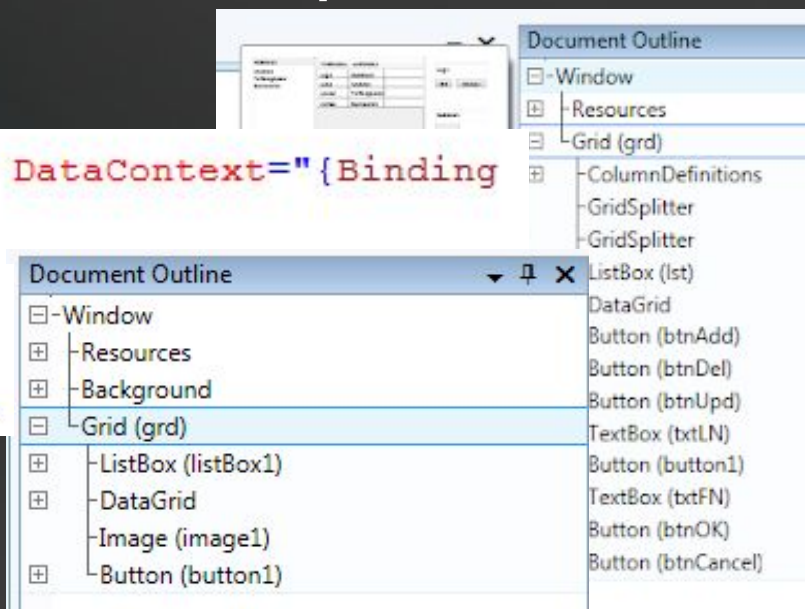 Document Outline
Window
Resources
Grid (grd)
ColumnDefinitions
GridSplitter
GridSplitter
ListBox (lst)
DataGrid
Button (btnAdd)
Button (btnDel)
Button (btnUpd)
TextBox (txtLN)
Button (button1)
TextBox (txtFN)
Button (btnOK)
Button (btnCancel)
DataContext="{Binding
Document Outline
Window
Resources
Background
Grid (grd)
ListBox (listBox1)
DataGrid
Image (image1)
Button (button1)